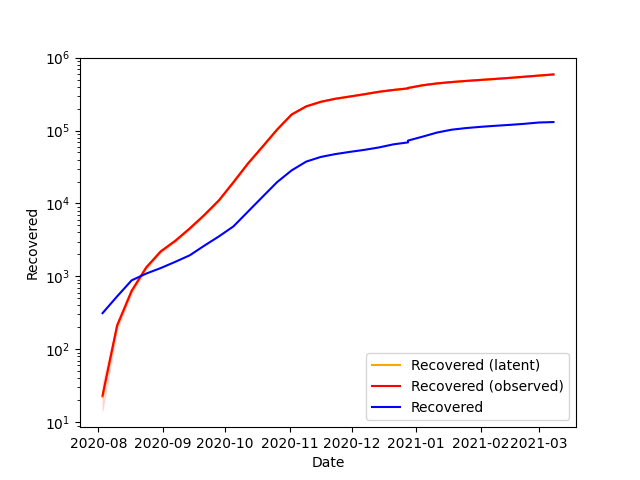 10^6
10^5
10^4
10^3
10^2
10^1
Recovered
Recovered (latent)
Recovered (observed)
Recovered
2020-08 2020-09 2020-10 2020-11 2020-12 2021-01 2021-02 2021-03
Date